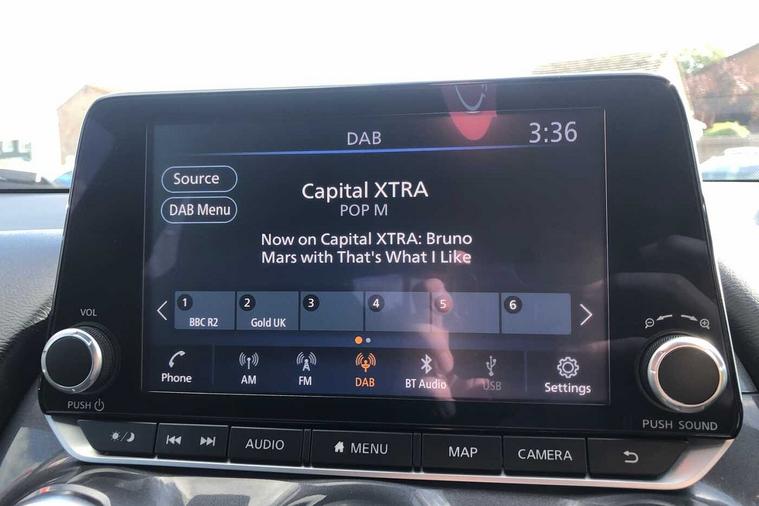 DAB
3:36
Source
Capital XTRA
DAB Menu
POP M
Now on Capital XTRA: Bruno
Mars with That's What I Like
1
2
3
4
5
6
BBC R2
Gold UK
VOL
Phone
AM
FM
DAB
BT Audio
USB
Settings
PUSH
PUSH SOUND
AUDIO
MENU
MAP
CAMERA